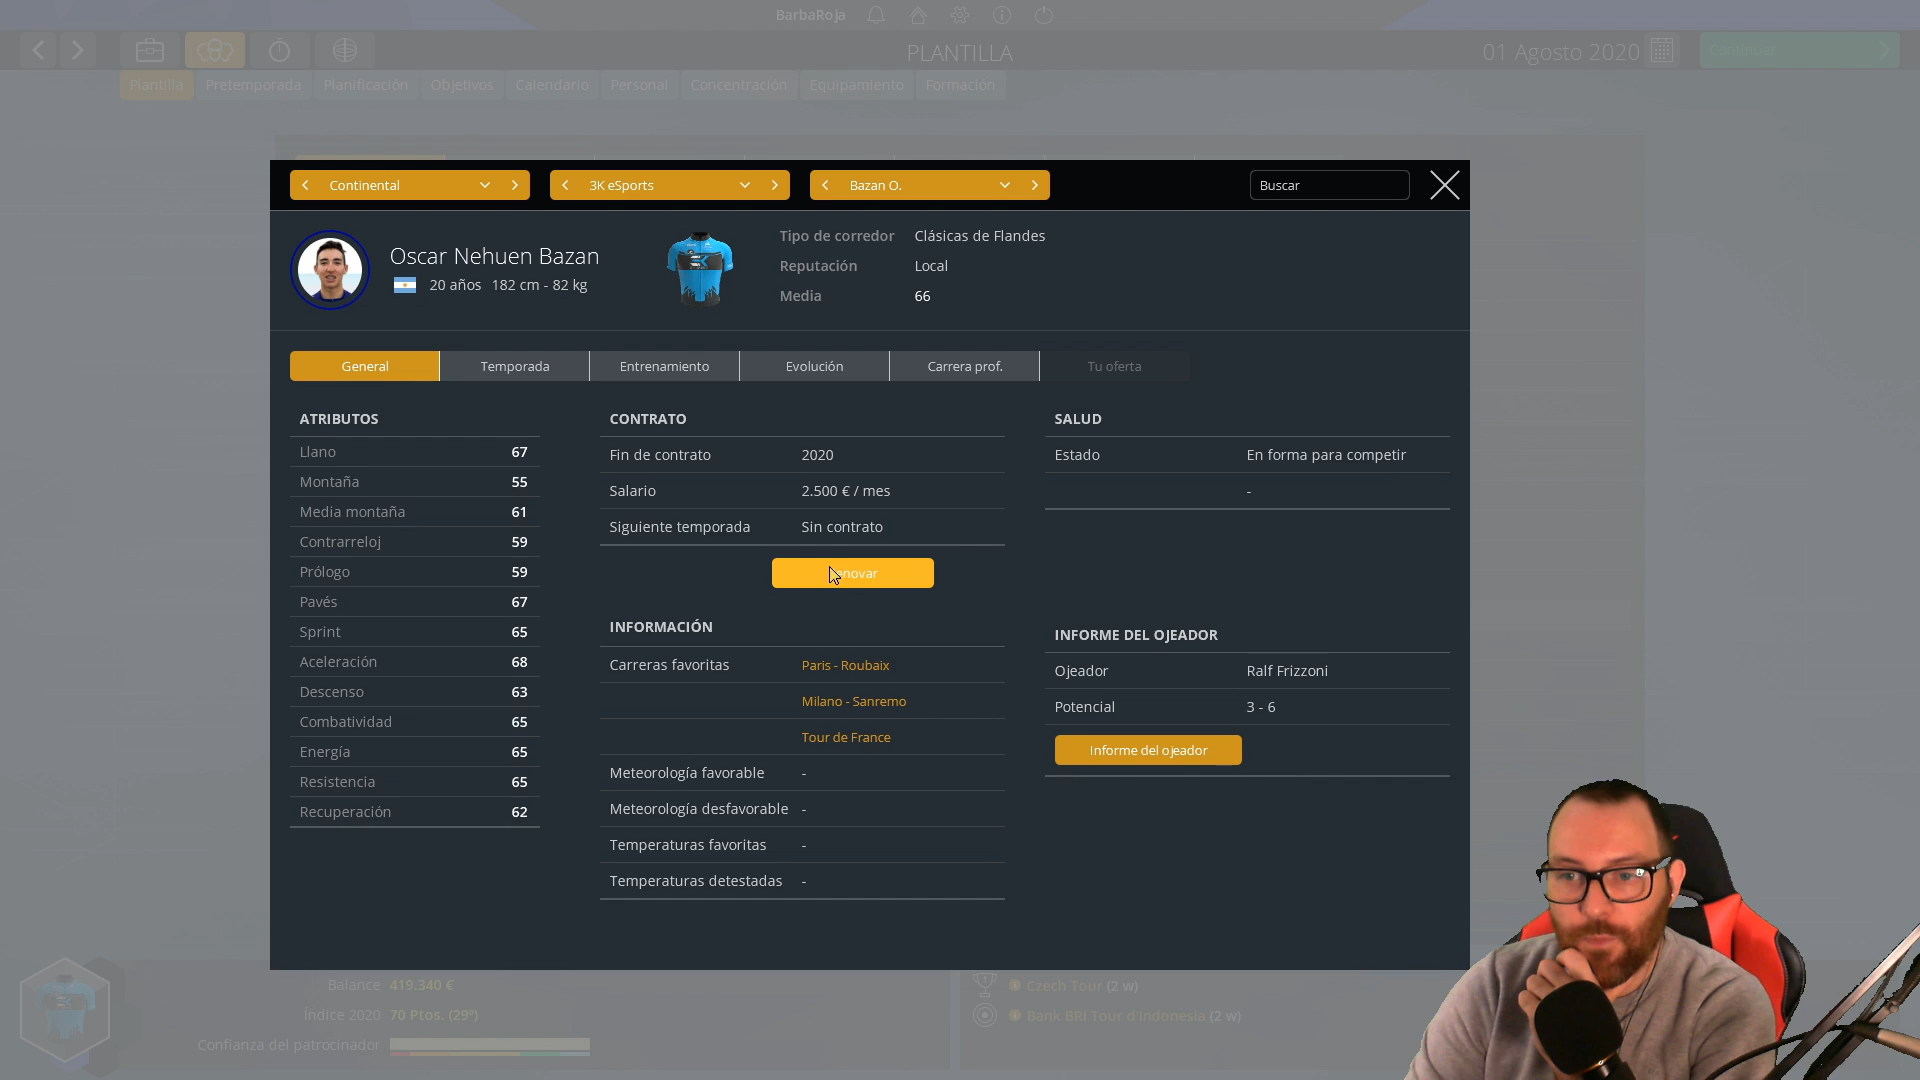 BarbaRoja
PLANTILLA
01 Agosto 2020
Continuar
Plantilla Pretemporada Planificación Objetivos Calendario Personal Concentración Equipamiento Formación
Continental 3K eSports Bazan O. Buscar
Oscar Nehuen Bazan
20 años 182 cm - 82 kg
Tipo de corredor Clásicas de Flandes
Reputación Local
Media 66
General Temporada Entrenamiento Evolución Carrera prof. Tu oferta
ATRIBUTOS
Llano 67
Montaña 55
Media montaña 61
Contrarreloj 59
Prólogo 59
Pavés 67
Sprint 65
Aceleración 68
Descenso 63
Combatividad 65
Energía 65
Resistencia 65
Recuperación 62
CONTRATO
Fin de contrato 2020
Salario 2.500 € / mes
Siguiente temporada Sin contrato
Renovar
INFORMACIÓN
Carreras favoritas Paris - Roubaix
Milano - Sanremo
Tour de France
Meteorología favorable -
Meteorología desfavorable -
Temperaturas favoritas -
Temperaturas detestadas -
SALUD
Estado En forma para competir
-
INFORME DEL OJEADOR
Ojeador Ralf Frizzoni
Potencial 3 - 6
Informe del ojeador
Balance 419.340 €
Índice 2020 70 Ptos. (29º)
Confianza del patrocinador
Czech Tour (2 w)
Bank BRI Tour d'Indonesia (2 w)